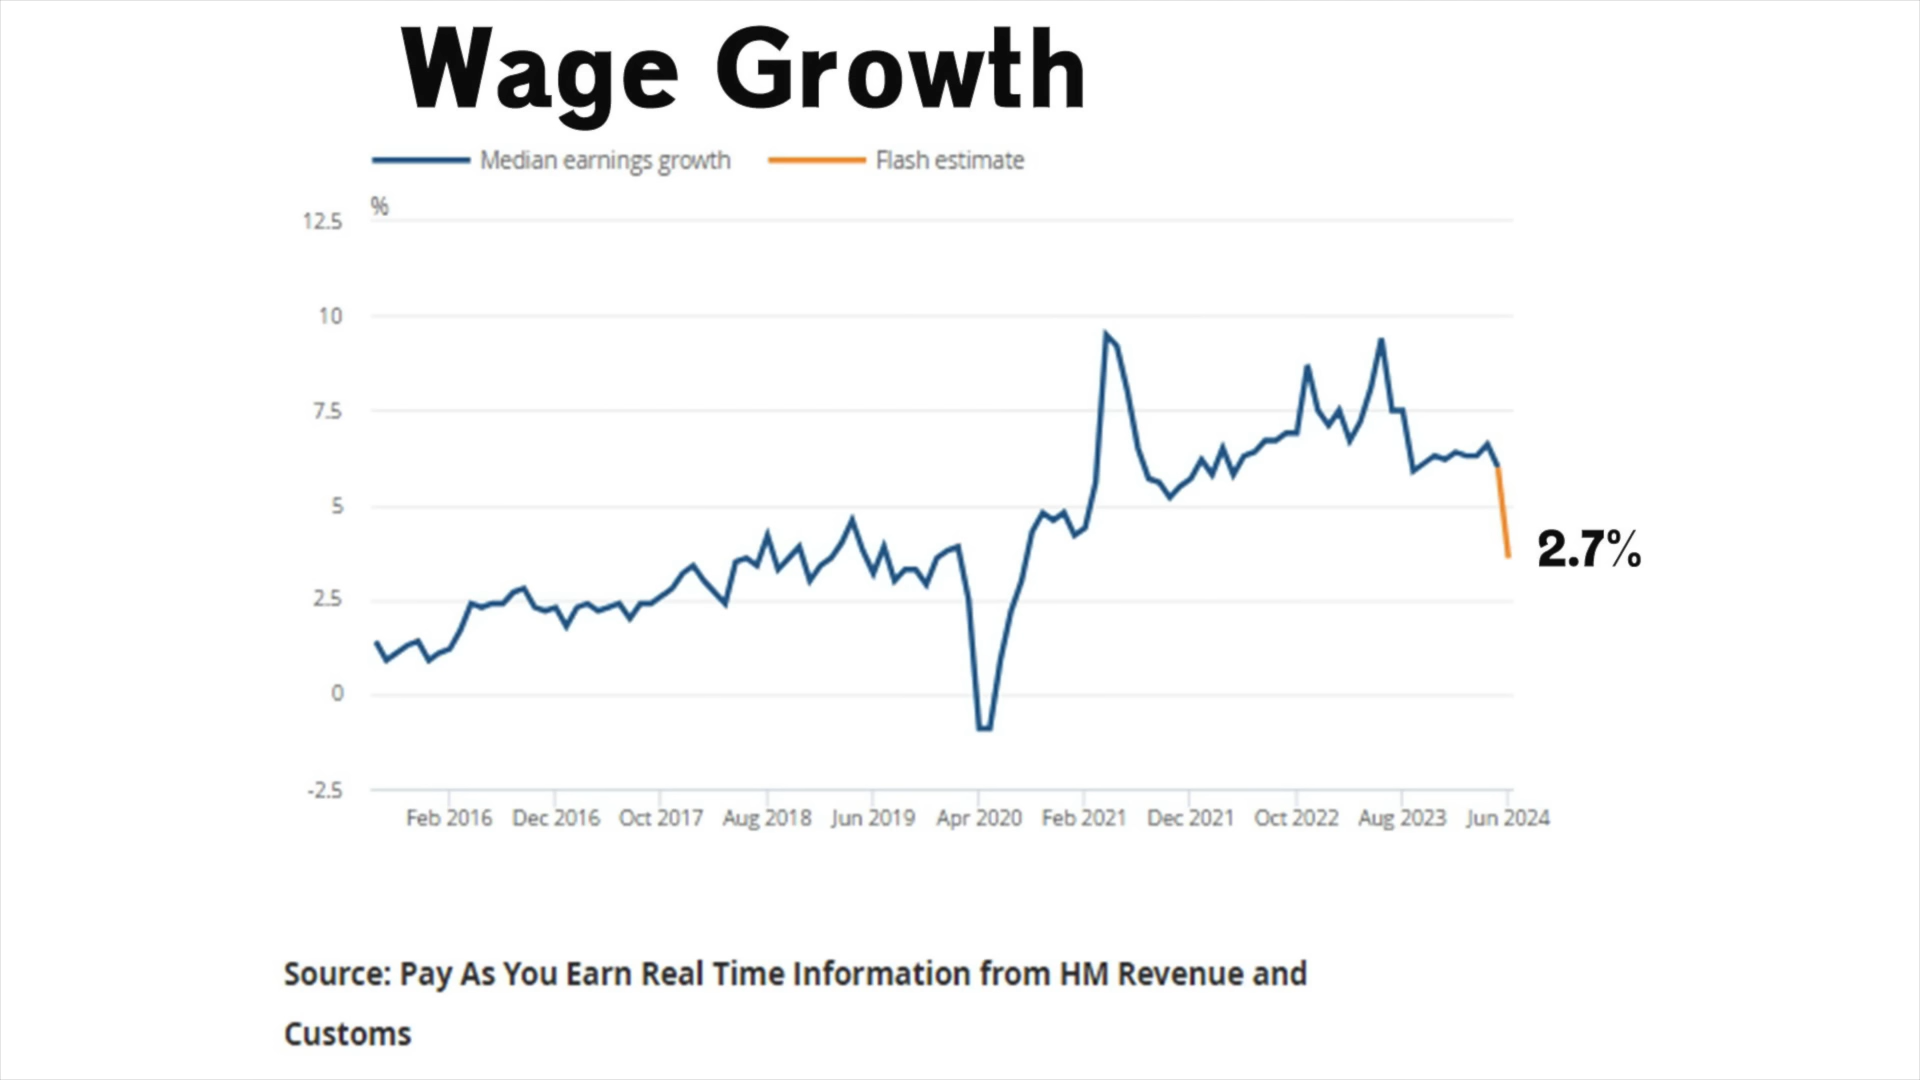 Wage Growth
Median earnings growth Flash estimate
%
12.5
10
7.5
5
2.5
0
-2.5
2.7%
Feb 2016 Dec 2016 Oct 2017 Aug 2018 Jun 2019 Apr 2020 Feb 2021 Dec 2021 Oct 2022 Aug 2023 Jun 2024
Source: Pay As You Earn Real Time Information from HM Revenue and
Customs